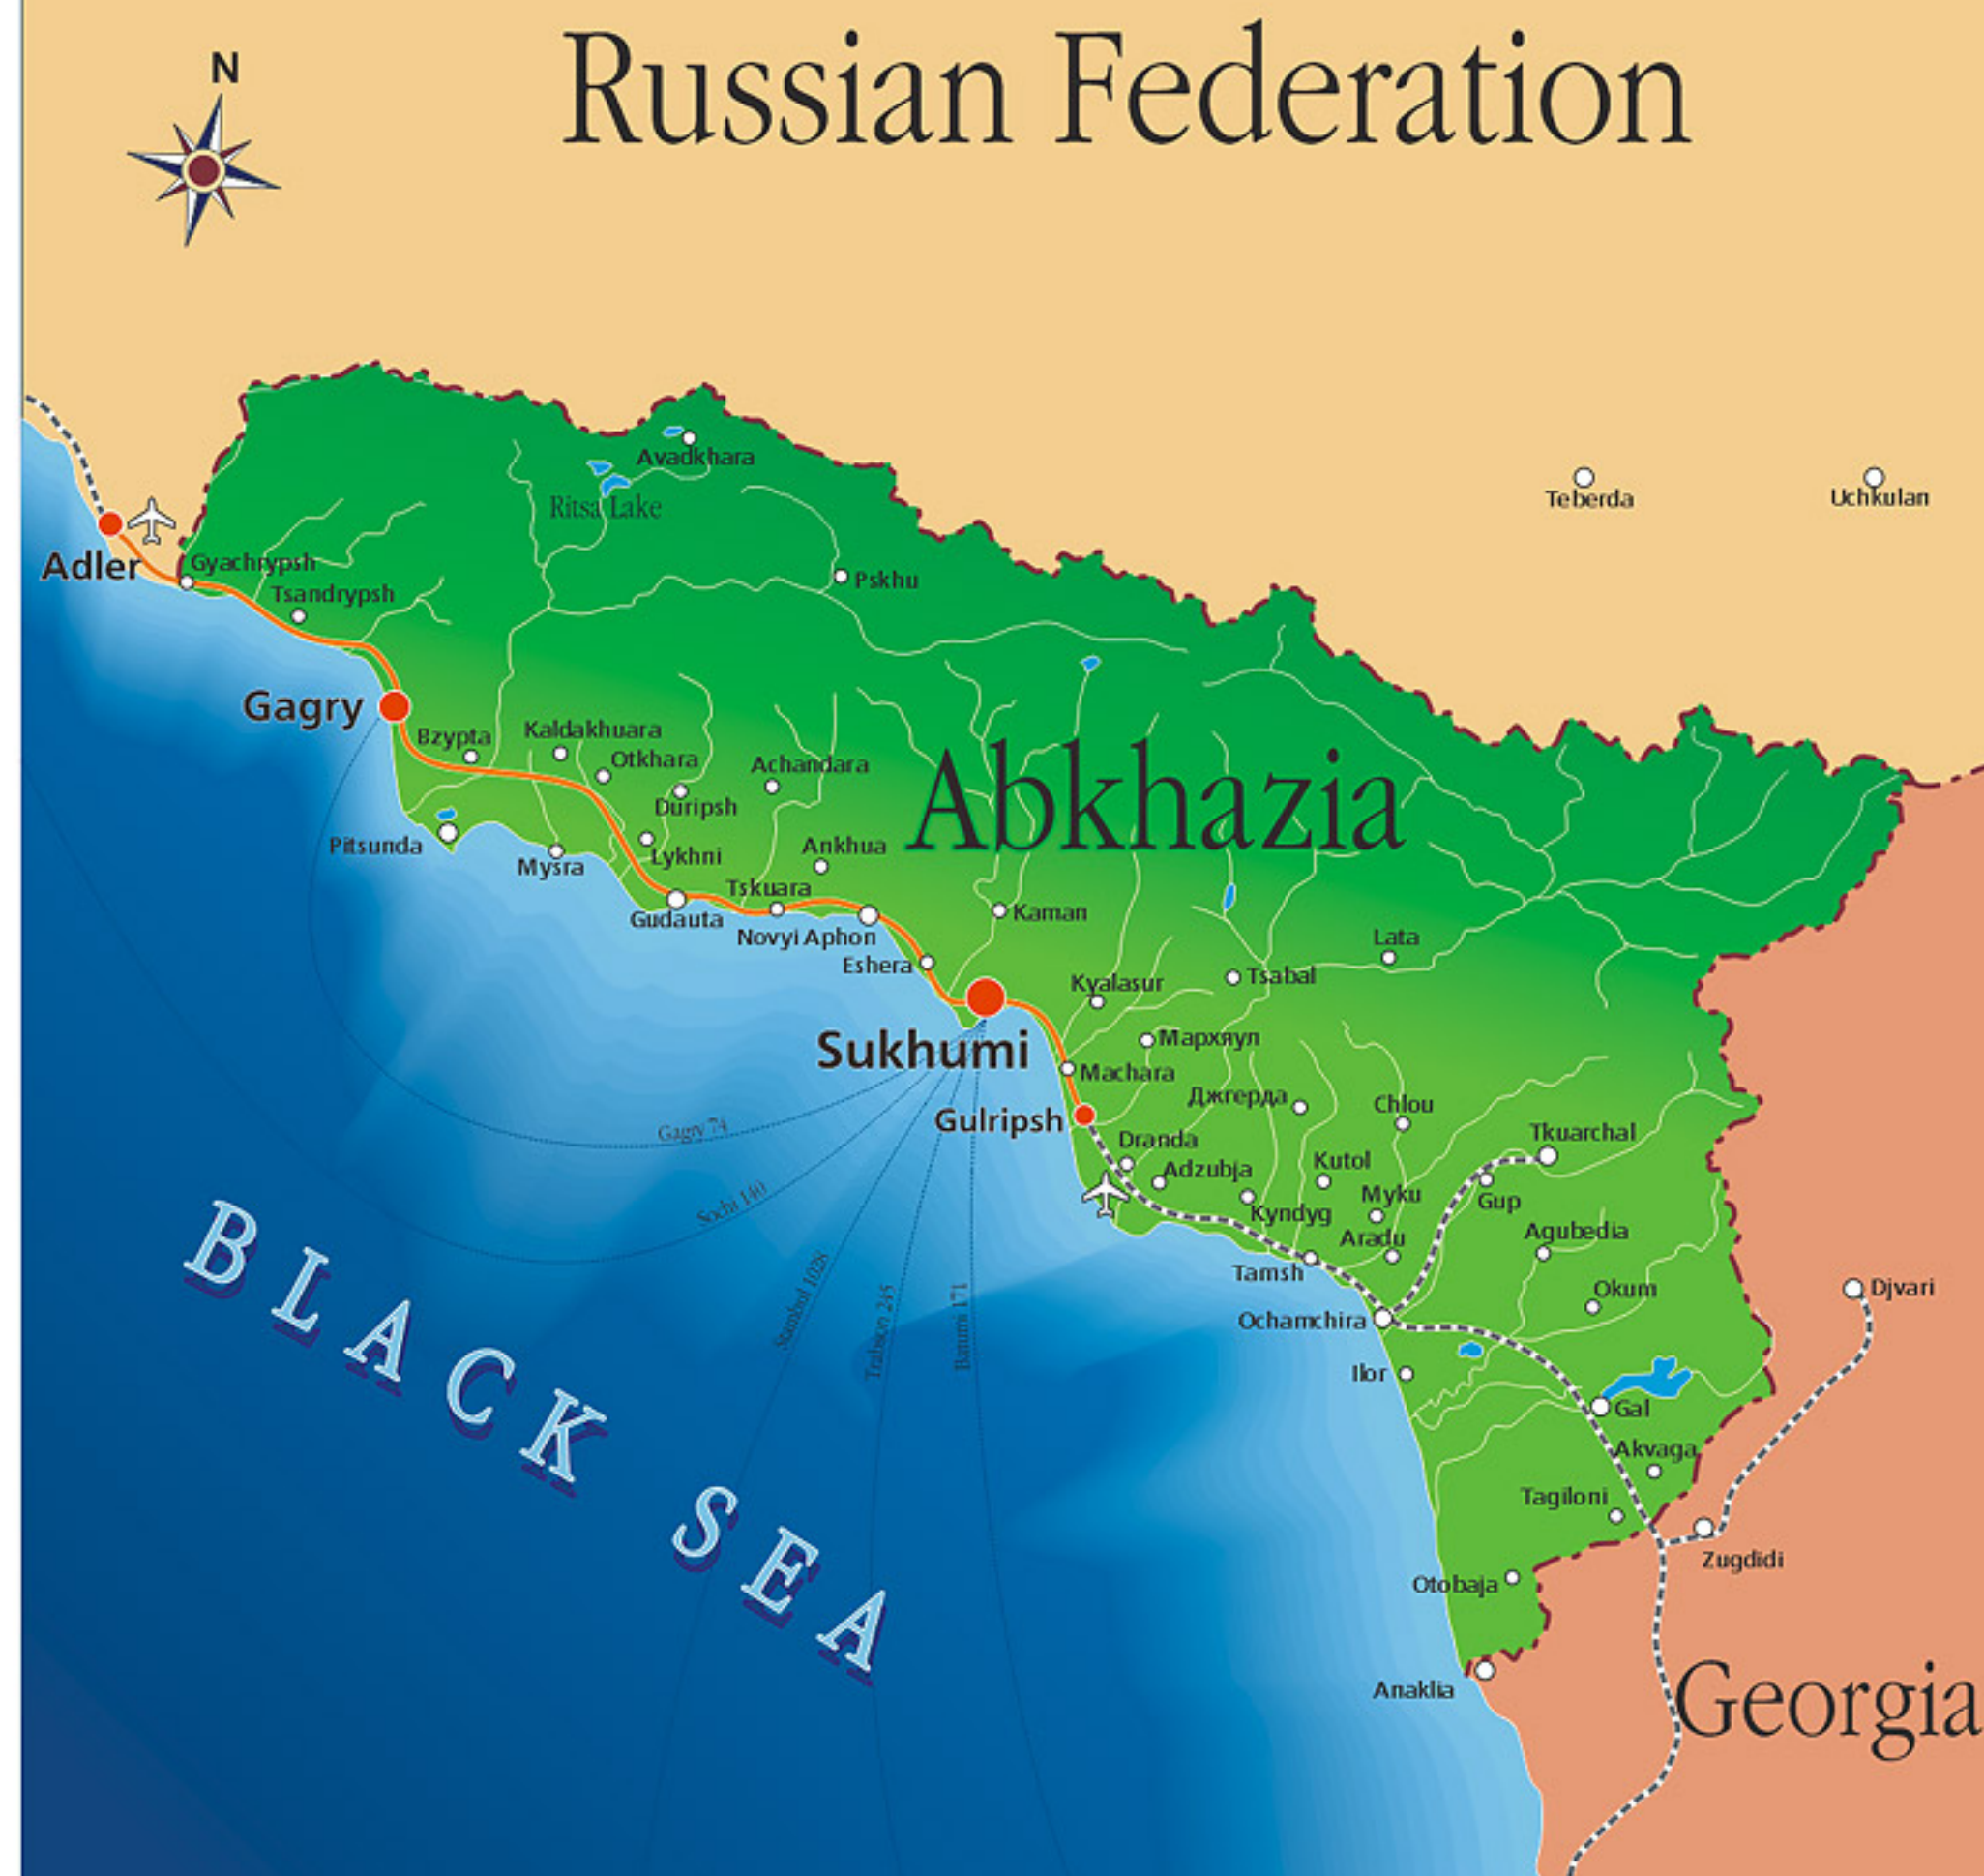 Russian Federation
N
Avadkhara
Ritsa Lake
Teberda
Uchkulan
Adler
Gyachrypsh
Tsandrypsh
Pskhu
Gagry
Bzypta
Kaldakhuara
Otkhara
Achandara
Duripsh
Abkhazia
Pitsunda
Mysra
Lykhni
Ankhua
Tskuara
Gudauta
Novyi Aphon
Kaman
Eshera
Lata
Kyalasur
Tsabal
Sukhumi
Мархяул
Machara
Джгерда
Chlou
Gulripsh
Gagry 74
Dranda
Tkuarchal
Adzubja
Kutol
Sochi 140
Myku
Gup
Kyndyg
Aradu
Agubedia
Tamsh
Stambul 1028
Trabson 245
Batumi 171
Okum
Djvari
Ochamchira
Ilor
Gal
Akvaga
Tagiloni
Zugdidi
Otobaja
Anaklia
BLACK SEA
Georgia